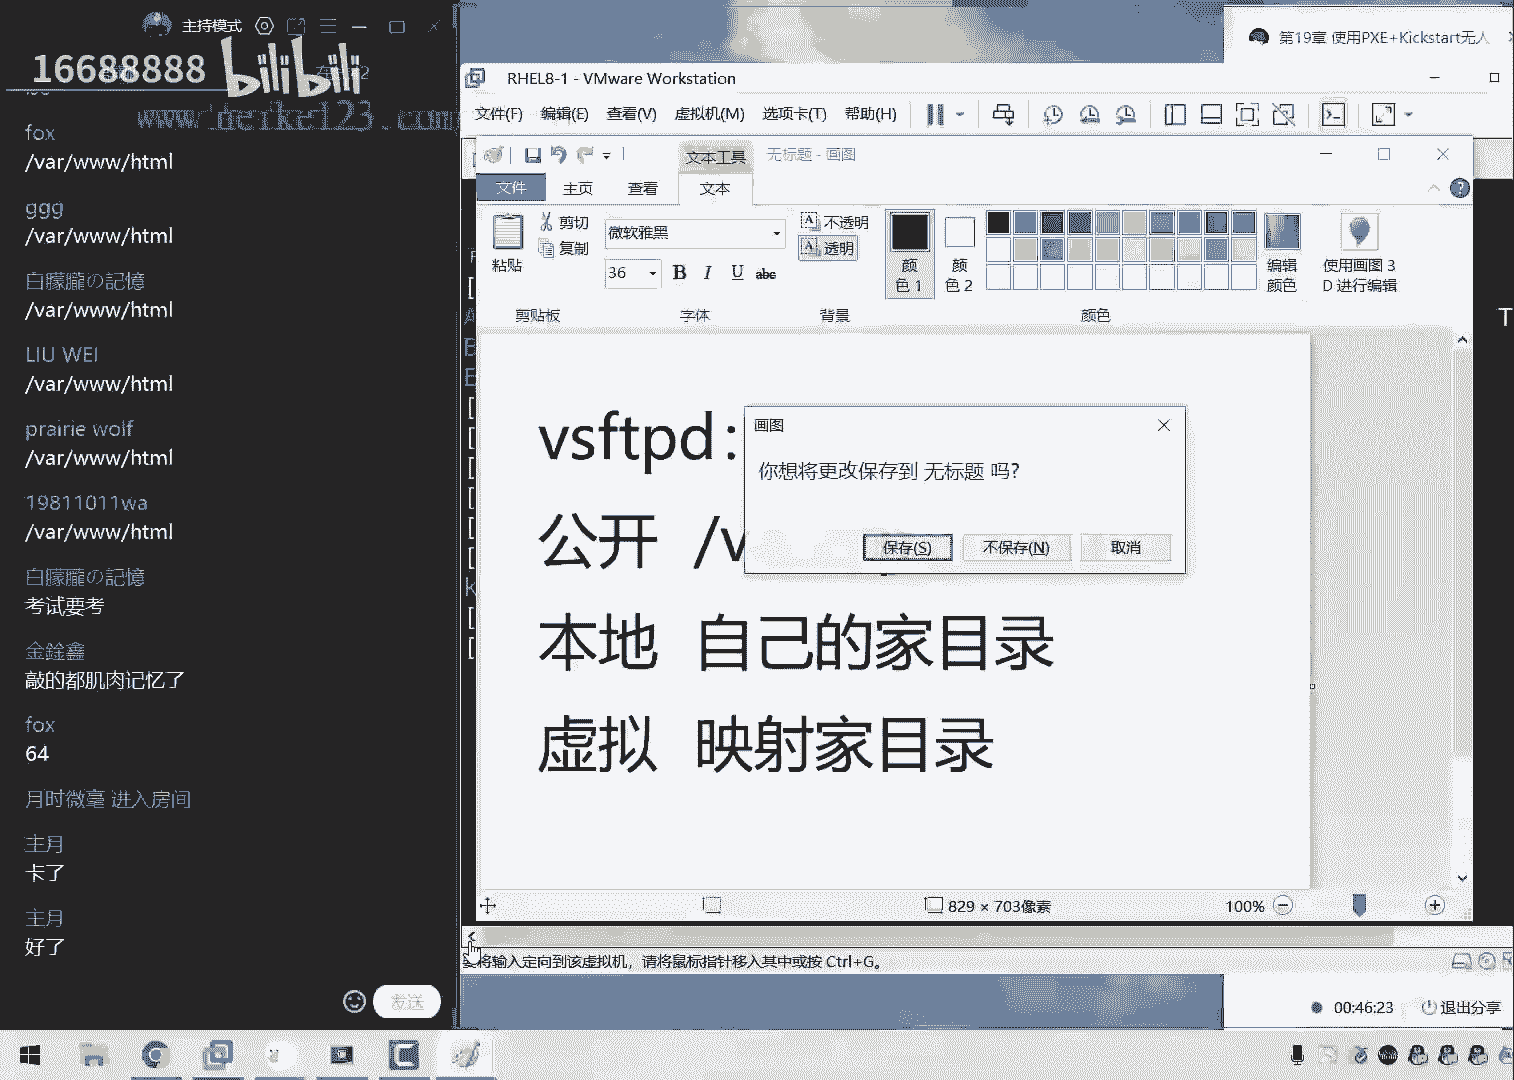 主持模式
16688888
bilibili
fox
/var/www/html
ggg
/var/www/html
白朦朧の記憶
/var/www/html
LIU WEI
/var/www/html
prairie wolf
/var/www/html
19811011wa
/var/www/html
白朦朧の記憶
考试要考
金銓鑫
敲的都肌肉记忆了
fox
64
月时微毫 进入房间
主月
卡了
主月
好了
发送
第19章 使用PXE+Kickstart无人
RHEL8-1 - VMware Workstation
文件(F) 编辑(E) 查看(V) 虚拟机(M) 选项卡(T) 帮助(H)
文本工具 无标题 - 画图
文件 主页 查看 文本
粘贴 剪切 复制
微软雅黑
36 B I U abc
不透明
透明
颜色 1 颜色 2
编辑颜色
使用画图 3D 进行编辑
剪贴板 字体 背景 颜色
vsftpd:
公开 /v
本地 自己的家目录
虚拟 映射家目录
画图
你想将更改保存到 无标题 吗?
保存(S) 不保存(N) 取消
829 × 703像素 100%
要将输入定向到该虚拟机，请将鼠标指针移入其中或按 Ctrl+G。
00:46:23 退出分享